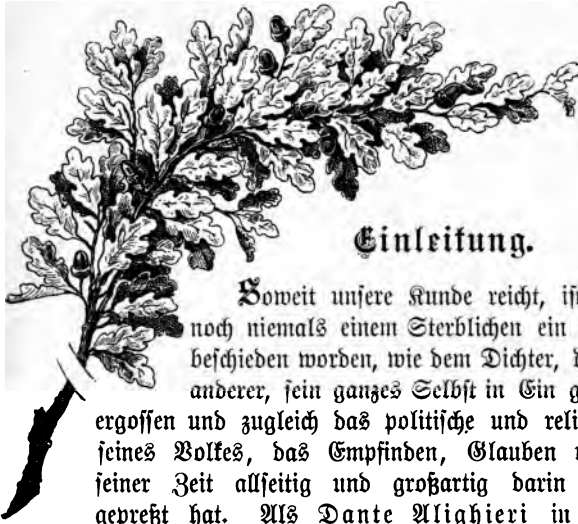 Einleitung.
Soweit unsere Kunde reicht, ist
noch niemals einem Sterblichen ein
beschieden worden, wie dem Dichter,
anderer, sein ganzes Selbst in Ein
ergossen und zugleich das politische und
seines Volkes, das Empfinden, Glauben
seiner Zeit allseitig und großartig darin
gepreßt hat. Als Dante Alighieri in